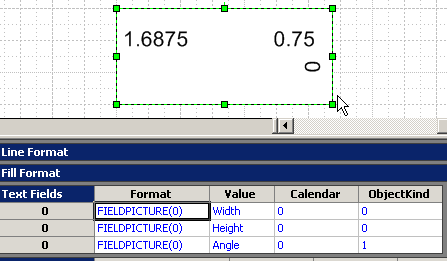 1.6875 0.75
0
Line Format
Fill Format
Text Fields Format Value Calendar ObjectKind
0 FIELDPICTURE(0) Width 0 0
0 FIELDPICTURE(0) Height 0 0
0 FIELDPICTURE(0) Angle 0 1